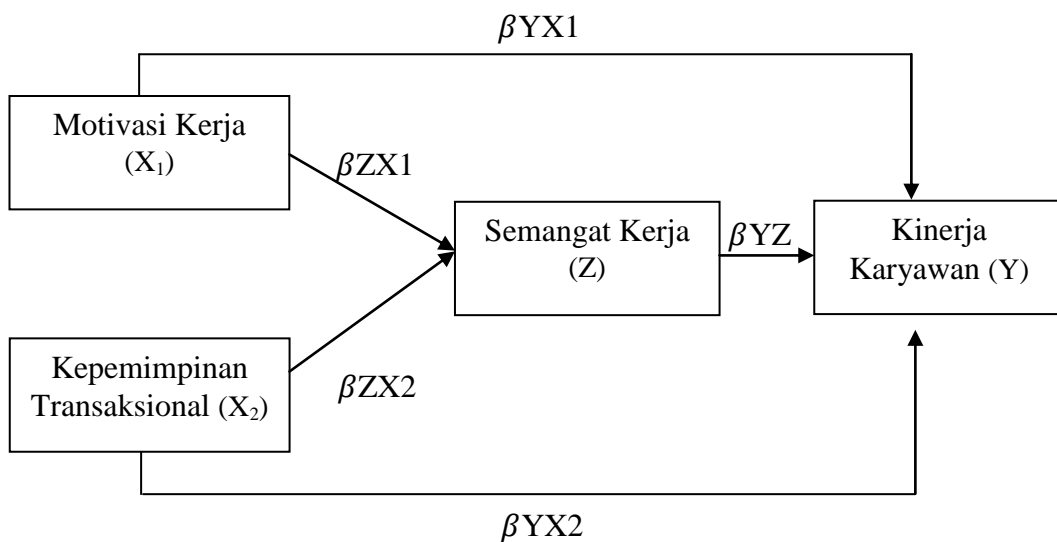 βYX1
Motivasi Kerja
(X₁)
βZX1
Semangat Kerja
(Z)
βYZ
Kinerja
Karyawan (Y)
Kepemimpinan
Transaksional (X₂)
βZX2
βYX2